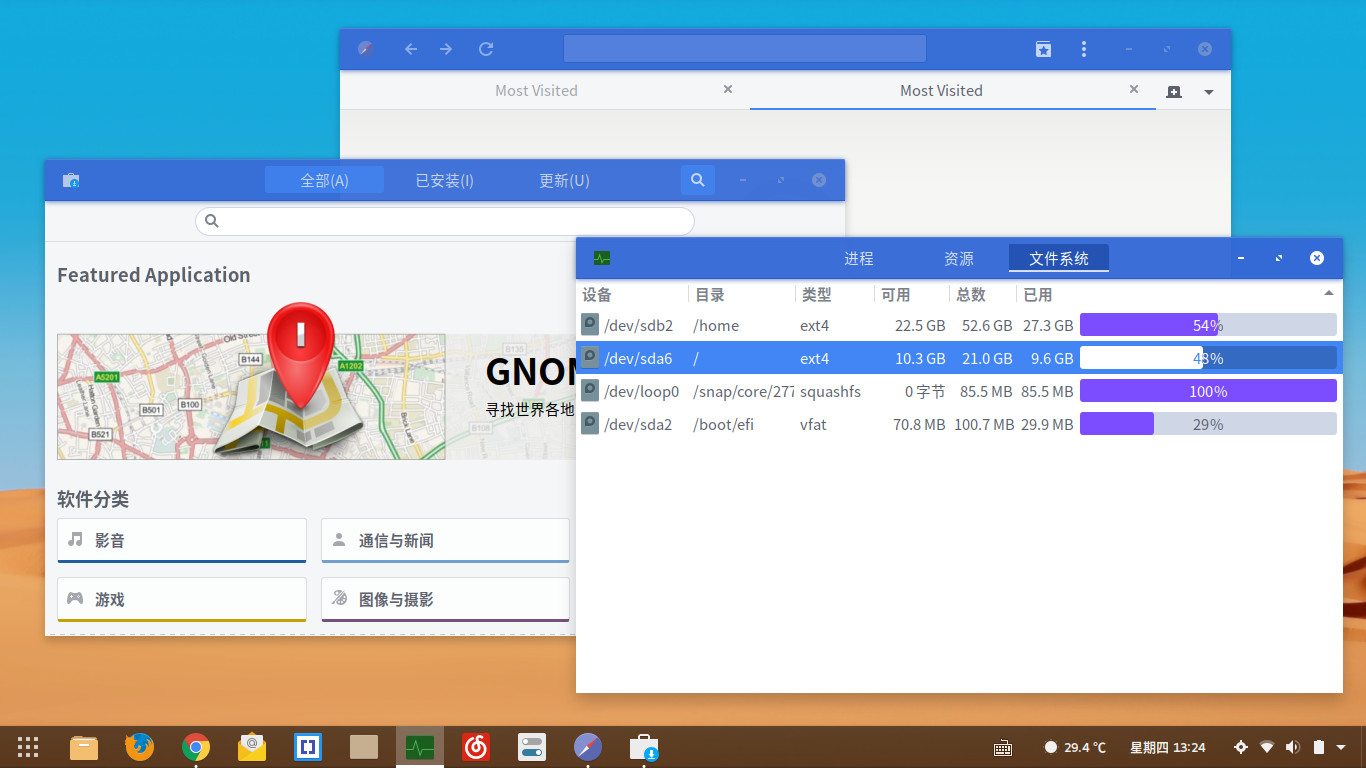 Most Visited
Most Visited
全部(A)
已安装(I)
更新(U)
Featured Application
B144
A1202
A5201
B501
B100
B521
GNOM
寻找世界各地
软件分类
影音
通信与新闻
游戏
图像与摄影
进程
资源
文件系统
设备 目录 类型 可用 总数 已用
/dev/sdb2 /home ext4 22.5 GB 52.6 GB 27.3 GB 54%
/dev/sda6 / ext4 10.3 GB 21.0 GB 9.6 GB 48%
/dev/loop0 /snap/core/277 squashfs 0 字节 85.5 MB 85.5 MB 100%
/dev/sda2 /boot/efi vfat 70.8 MB 100.7 MB 29.9 MB 29%
29.4 ℃
星期四 13:24